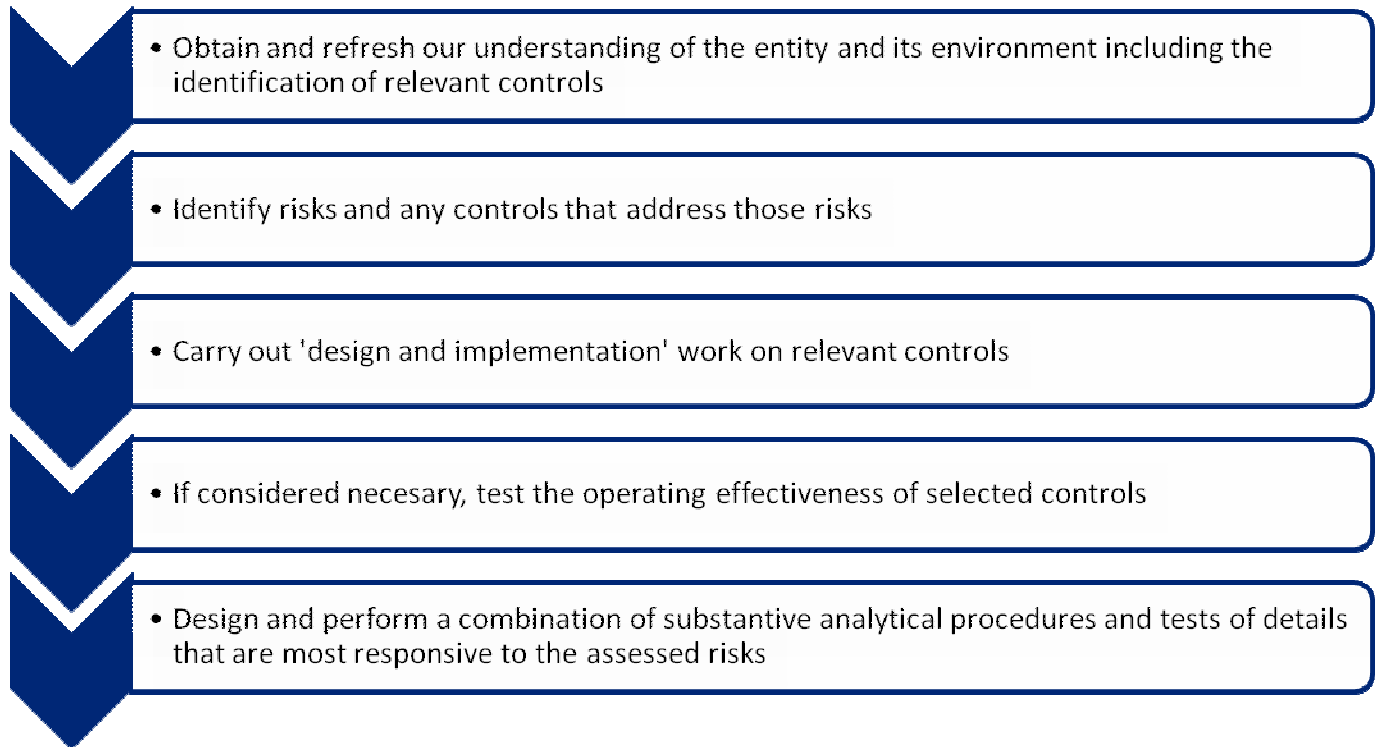 • Obtain and refresh our understanding of the entity and its environment including the
identification of relevant controls
• Identify risks and any controls that address those risks
• Carry out 'design and implementation' work on relevant controls
• If considered necesary, test the operating effectiveness of selected controls
• Design and perform a combination of substantive analytical procedures and tests of details
that are most responsive to the assessed risks